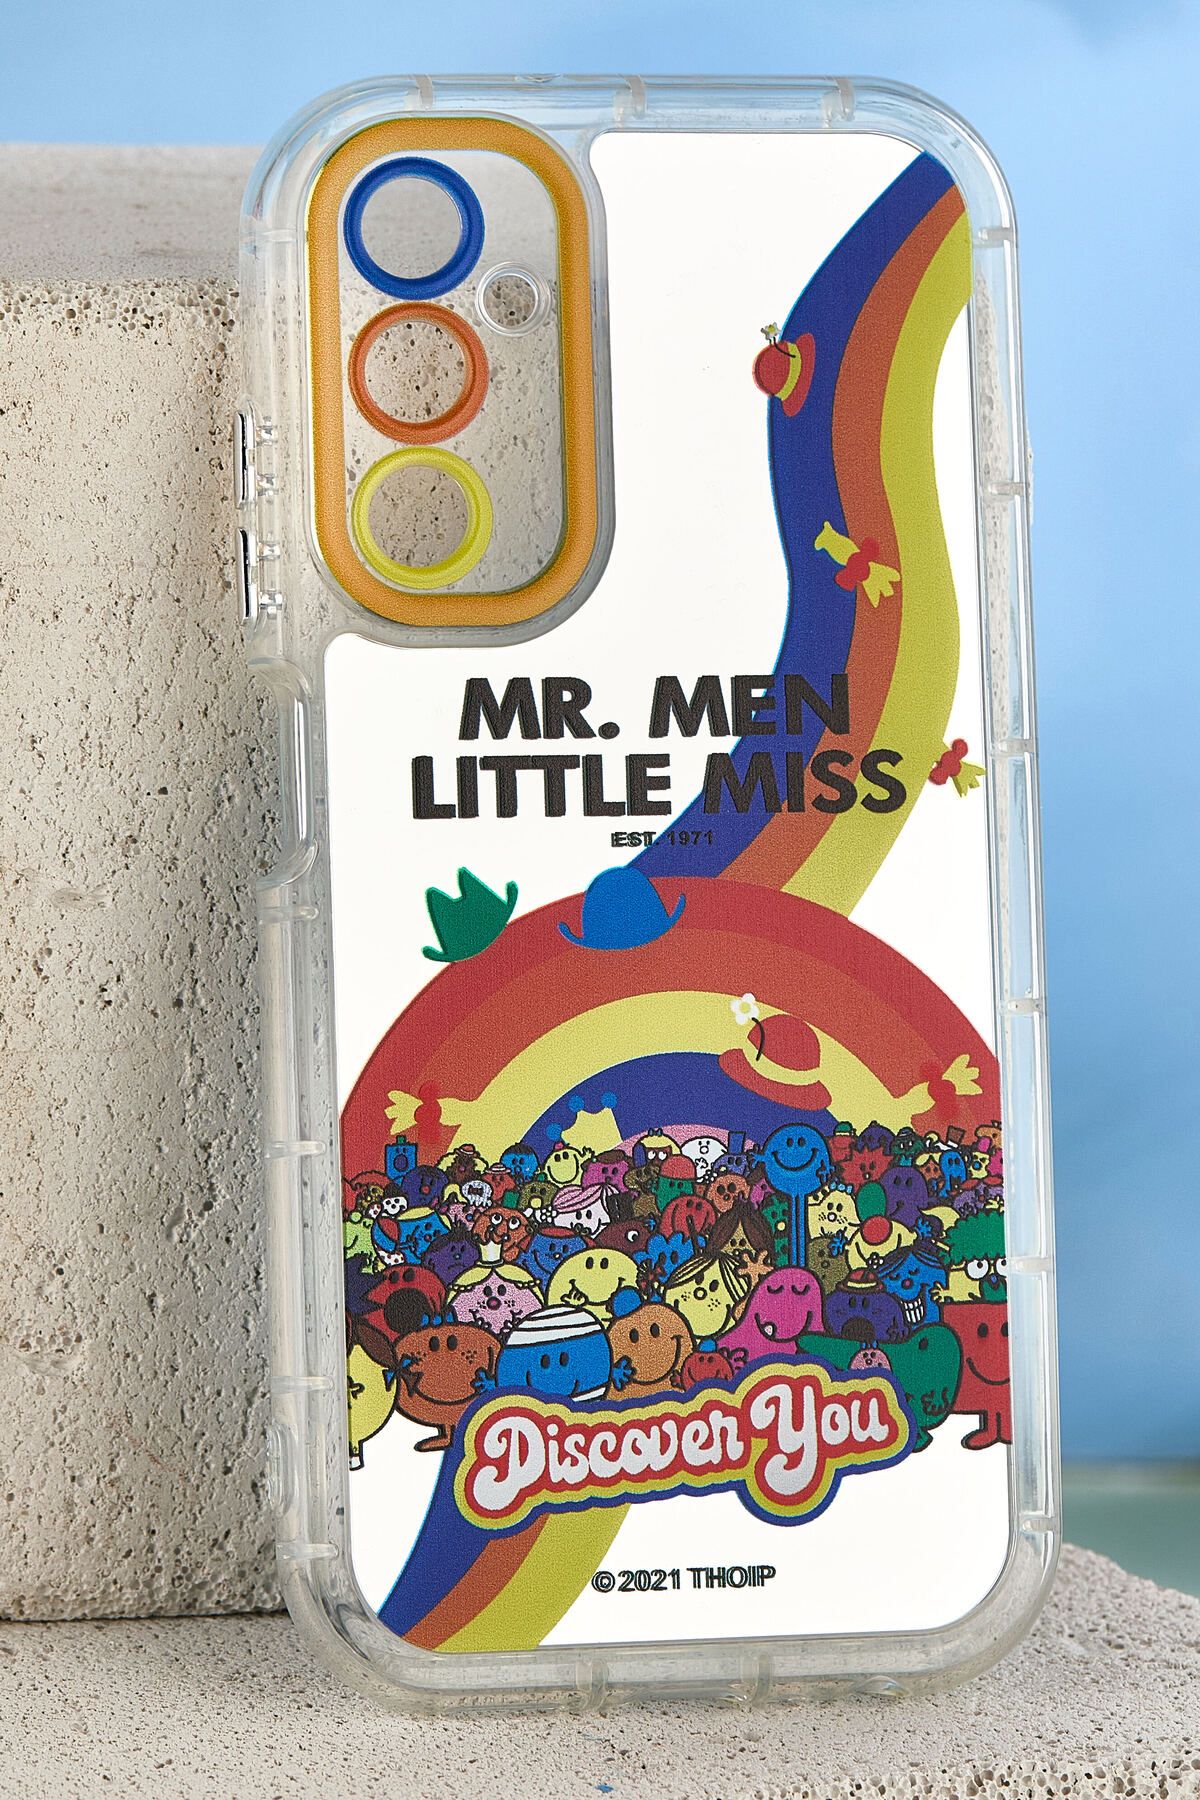 MR. MEN
LITTLE MISS
EST. 1971
Discover You
©2021 THOIP